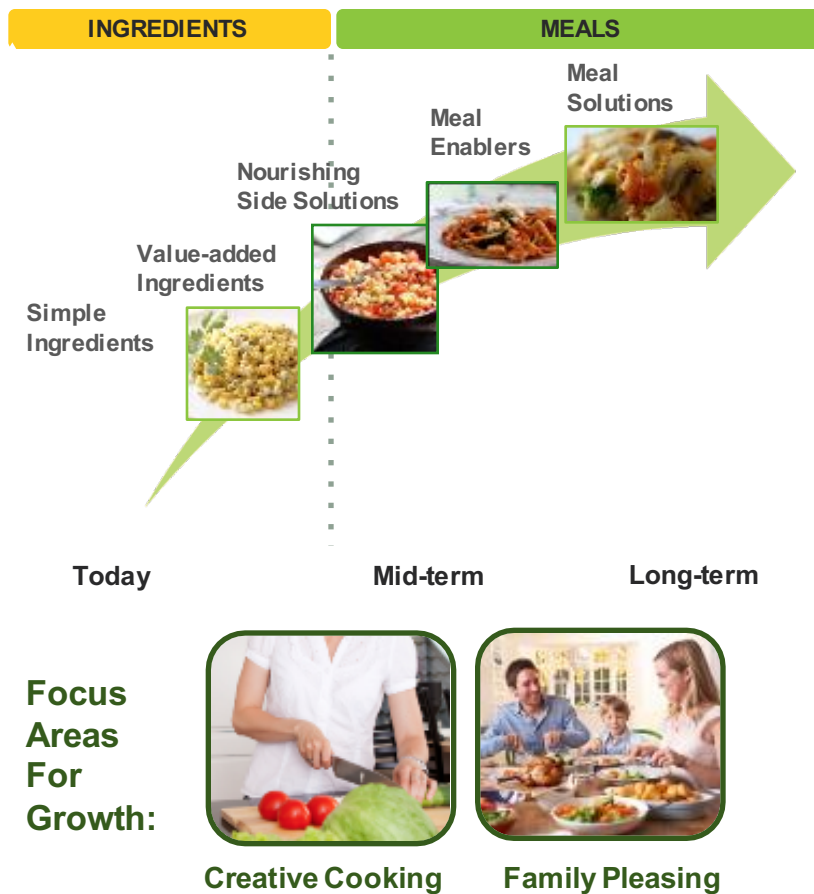 INGREDIENTS
MEALS
Meal
Solutions
Meal
Enablers
Nourishing
Side Solutions
Value-added
Ingredients
Simple
Ingredients
Today
Mid-term
Long-term
Focus
Areas
For
Growth:
Creative Cooking
Family Pleasing